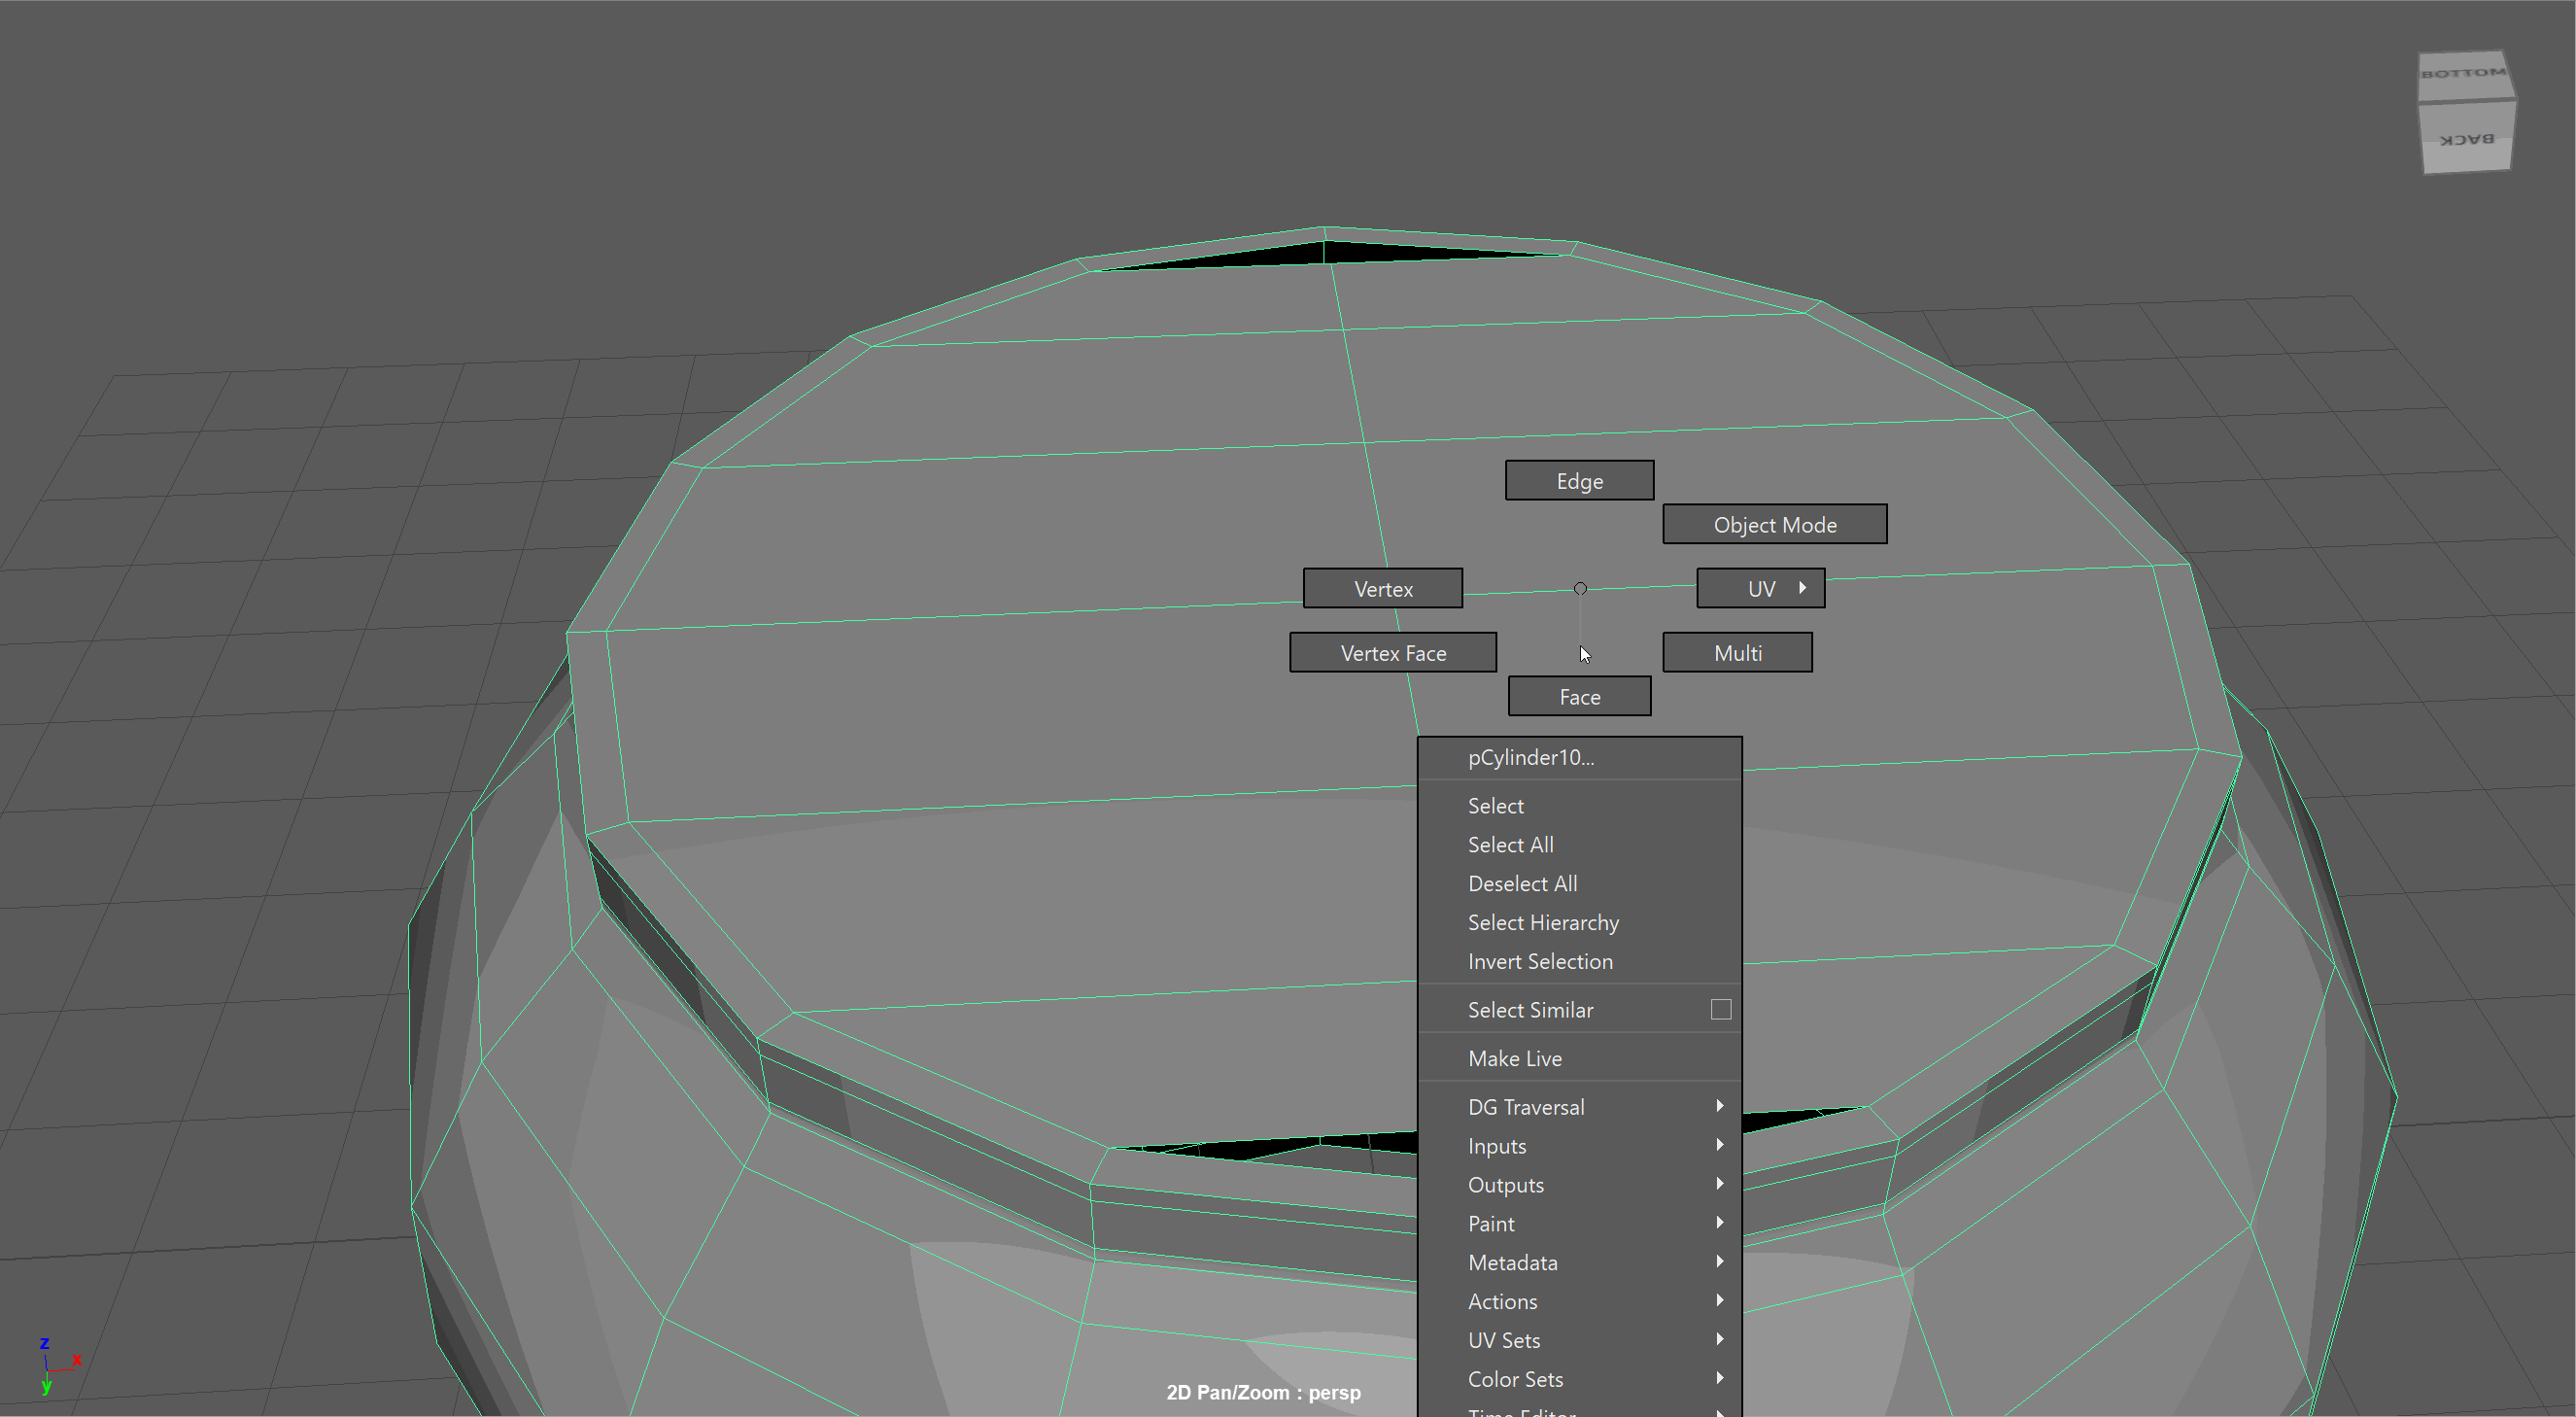 BOTTOM
BACK
Edge
Object Mode
Vertex
UV
Vertex Face
Multi
Face
pCylinder10...
Select
Select All
Deselect All
Select Hierarchy
Invert Selection
Select Similar
Make Live
DG Traversal
Inputs
Outputs
Paint
Metadata
Actions
UV Sets
Color Sets
Time Editor
z
x
y
2D Pan/Zoom : persp